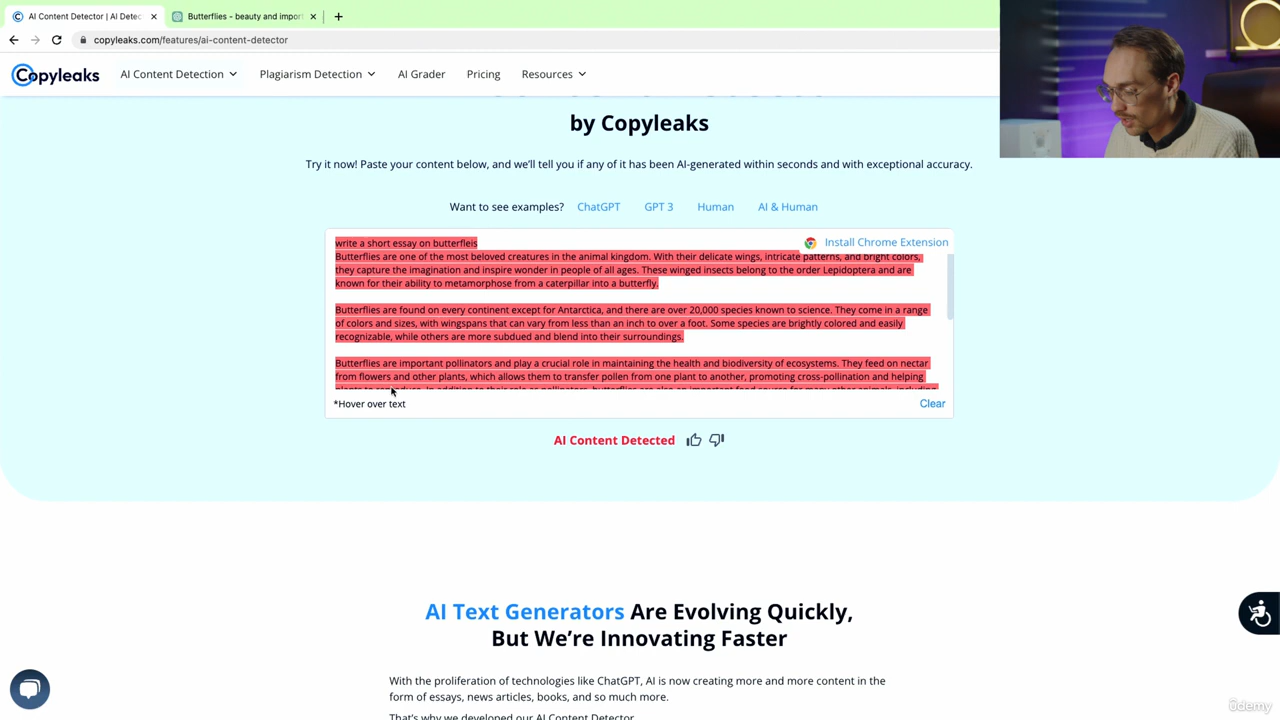 AI Content Detector | AI Detec
Butterflies - beauty and impor
copyleaks.com/features/ai-content-detector
Copyleaks
AI Content Detection
Plagiarism Detection
AI Grader
Pricing
Resources
by Copyleaks
Try it now! Paste your content below, and we'll tell you if any of it has been AI-generated within seconds and with exceptional accuracy.
Want to see examples? ChatGPT GPT 3 Human AI & Human
write a short essay on butterfleis
Install Chrome Extension
Butterflies are one of the most beloved creatures in the animal kingdom. With their delicate wings, intricate patterns, and bright colors,
they capture the imagination and inspire wonder in people of all ages. These winged insects belong to the order Lepidoptera and are
known for their ability to metamorphose from a caterpillar into a butterfly.
Butterflies are found on every continent except for Antarctica, and there are over 20,000 species known to science. They come in a range
of colors and sizes, with wingspans that can vary from less than an inch to over a foot. Some species are brightly colored and easily
recognizable, while others are more subdued and blend into their surroundings.
Butterflies are important pollinators and play a crucial role in maintaining the health and biodiversity of ecosystems. They feed on nectar
from flowers and other plants, which allows them to transfer pollen from one plant to another, promoting cross-pollination and helping
*Hover over text
Clear
AI Content Detected
AI Text Generators Are Evolving Quickly,
But We're Innovating Faster
With the proliferation of technologies like ChatGPT, AI is now creating more and more content in the
form of essays, news articles, books, and so much more.
That's why we developed our AI Content Detector
ûdemy